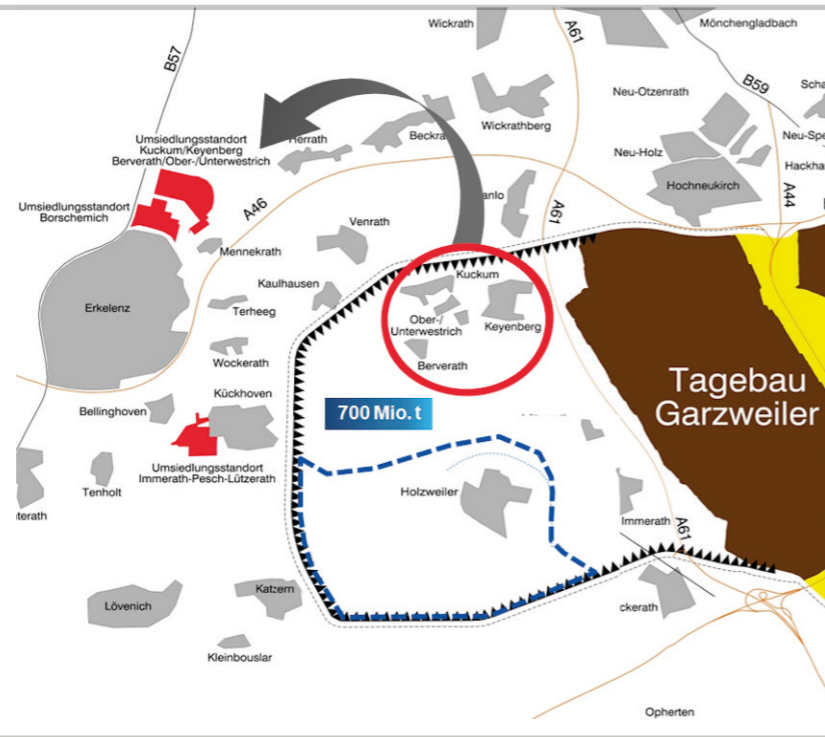 Wickrath
A61
Mönchengladbach
B57
B59
Neu-Otzenrath
Umsiedlungsstandort
Kuckum/Keyenberg
Berverath/Ober-/Unterwestrich
Herrath
Wickrathberg
Neu-Holz
Hochneukirch
A44
Umsiedlungsstandort
Borschemich
A46
Venrath
A61
Mennekrath
Kuckum
Kaulhausen
Erkelenz
Terheeg
Ober-/
Unterwestrich
Keyenberg
Wockerath
Berverath
Tagebau
Garzweiler
Kückhoven
Bellinghoven
700 Mio. t
Umsiedlungsstandort
Immerath-Pesch-Lützerath
Tenholt
Holzweiler
Immerath
A61
Katzern
Lövenich
ckerath
Kleinbouslar
Opherten